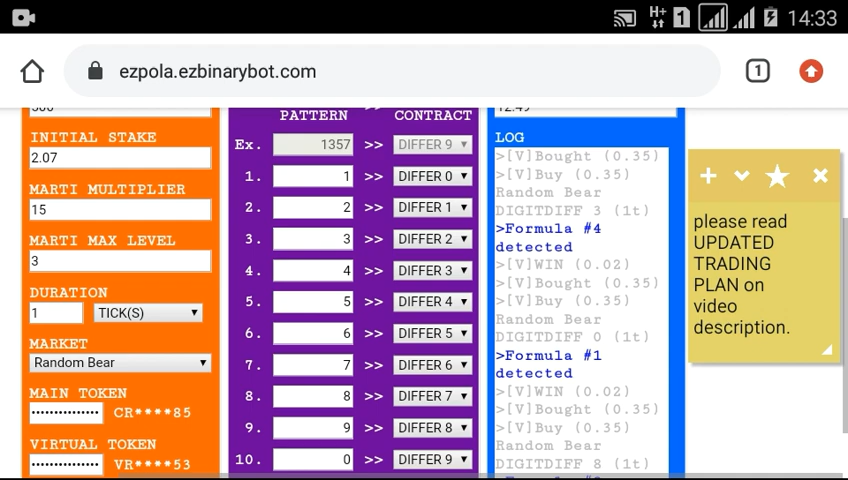 14:33
ezpola.ezbinarybot.com
1
INITIAL STAKE
2.07
MARTI MULTIPLIER
15
MARTI MAX LEVEL
3
DURATION
1 TICK(S)
MARKET
Random Bear
MAIN TOKEN
•••••••••••••••• CR****85
VIRTUAL TOKEN
•••••••••••••••• VR****53
PATTERN >> CONTRACT
Ex. 1357 >> DIFFER 9
1. 1 >> DIFFER 0
2. 2 >> DIFFER 1
3. 3 >> DIFFER 2
4. 4 >> DIFFER 3
5. 5 >> DIFFER 4
6. 6 >> DIFFER 5
7. 7 >> DIFFER 6
8. 8 >> DIFFER 7
9. 9 >> DIFFER 8
10. 0 >> DIFFER 9
LOG
>[V]Bought (0.35)
>[V]Buy (0.35)
Random Bear
DIGITDIFF 3 (1t)
>Formula #4
detected
>[V]WIN (0.02)
>[V]Bought (0.35)
>[V]Buy (0.35)
Random Bear
DIGITDIFF 0 (1t)
>Formula #1
detected
>[V]WIN (0.02)
>[V]Bought (0.35)
>[V]Buy (0.35)
Random Bear
DIGITDIFF 8 (1t)
please read
UPDATED
TRADING
PLAN on
video
description.